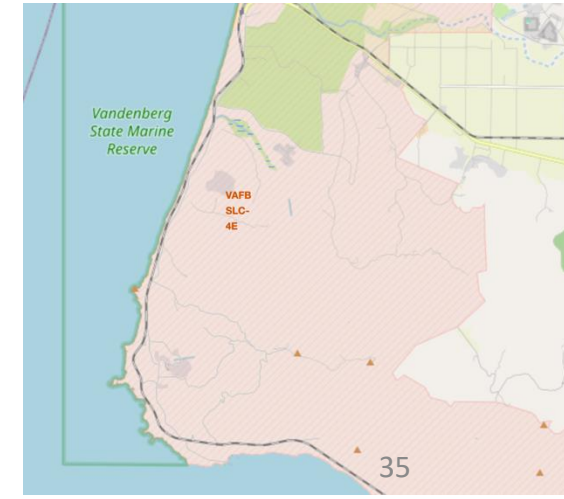 Vandenberg
State Marine
Reserve
VAFB
SLC-
4E
35